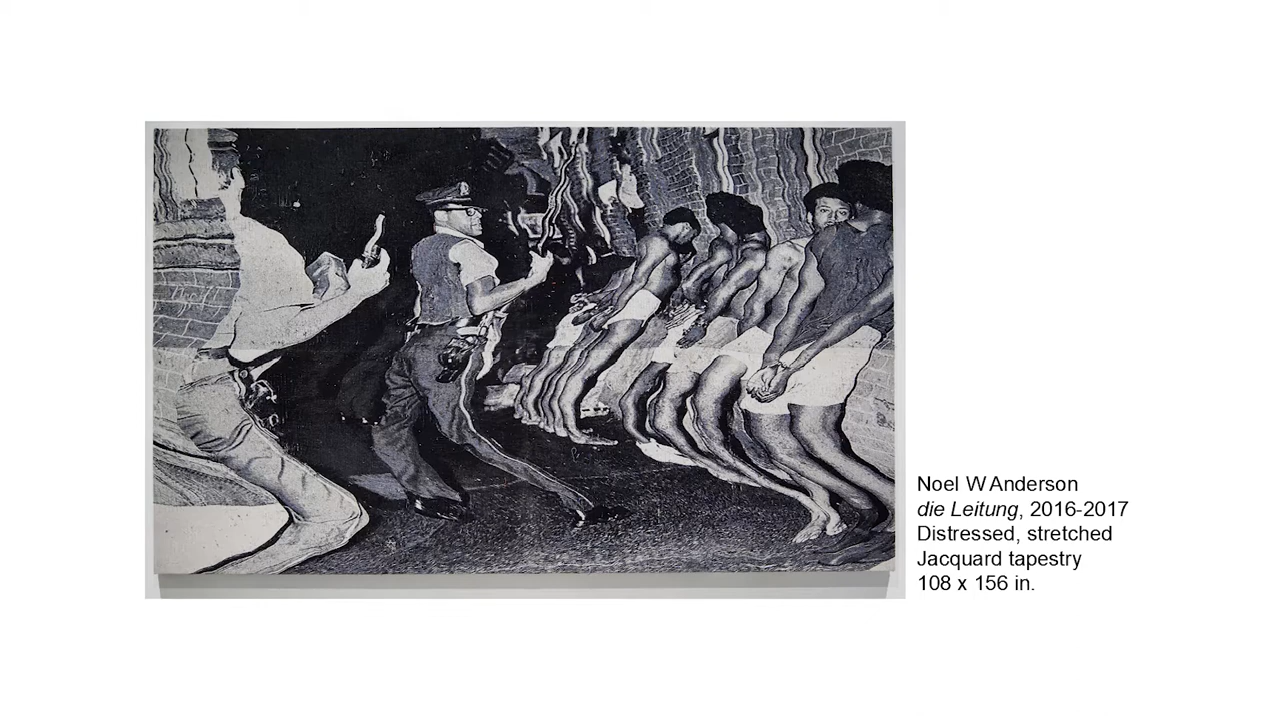 Noel W Anderson
die Leitung, 2016-2017
Distressed, stretched
Jacquard tapestry
108 x 156 in.